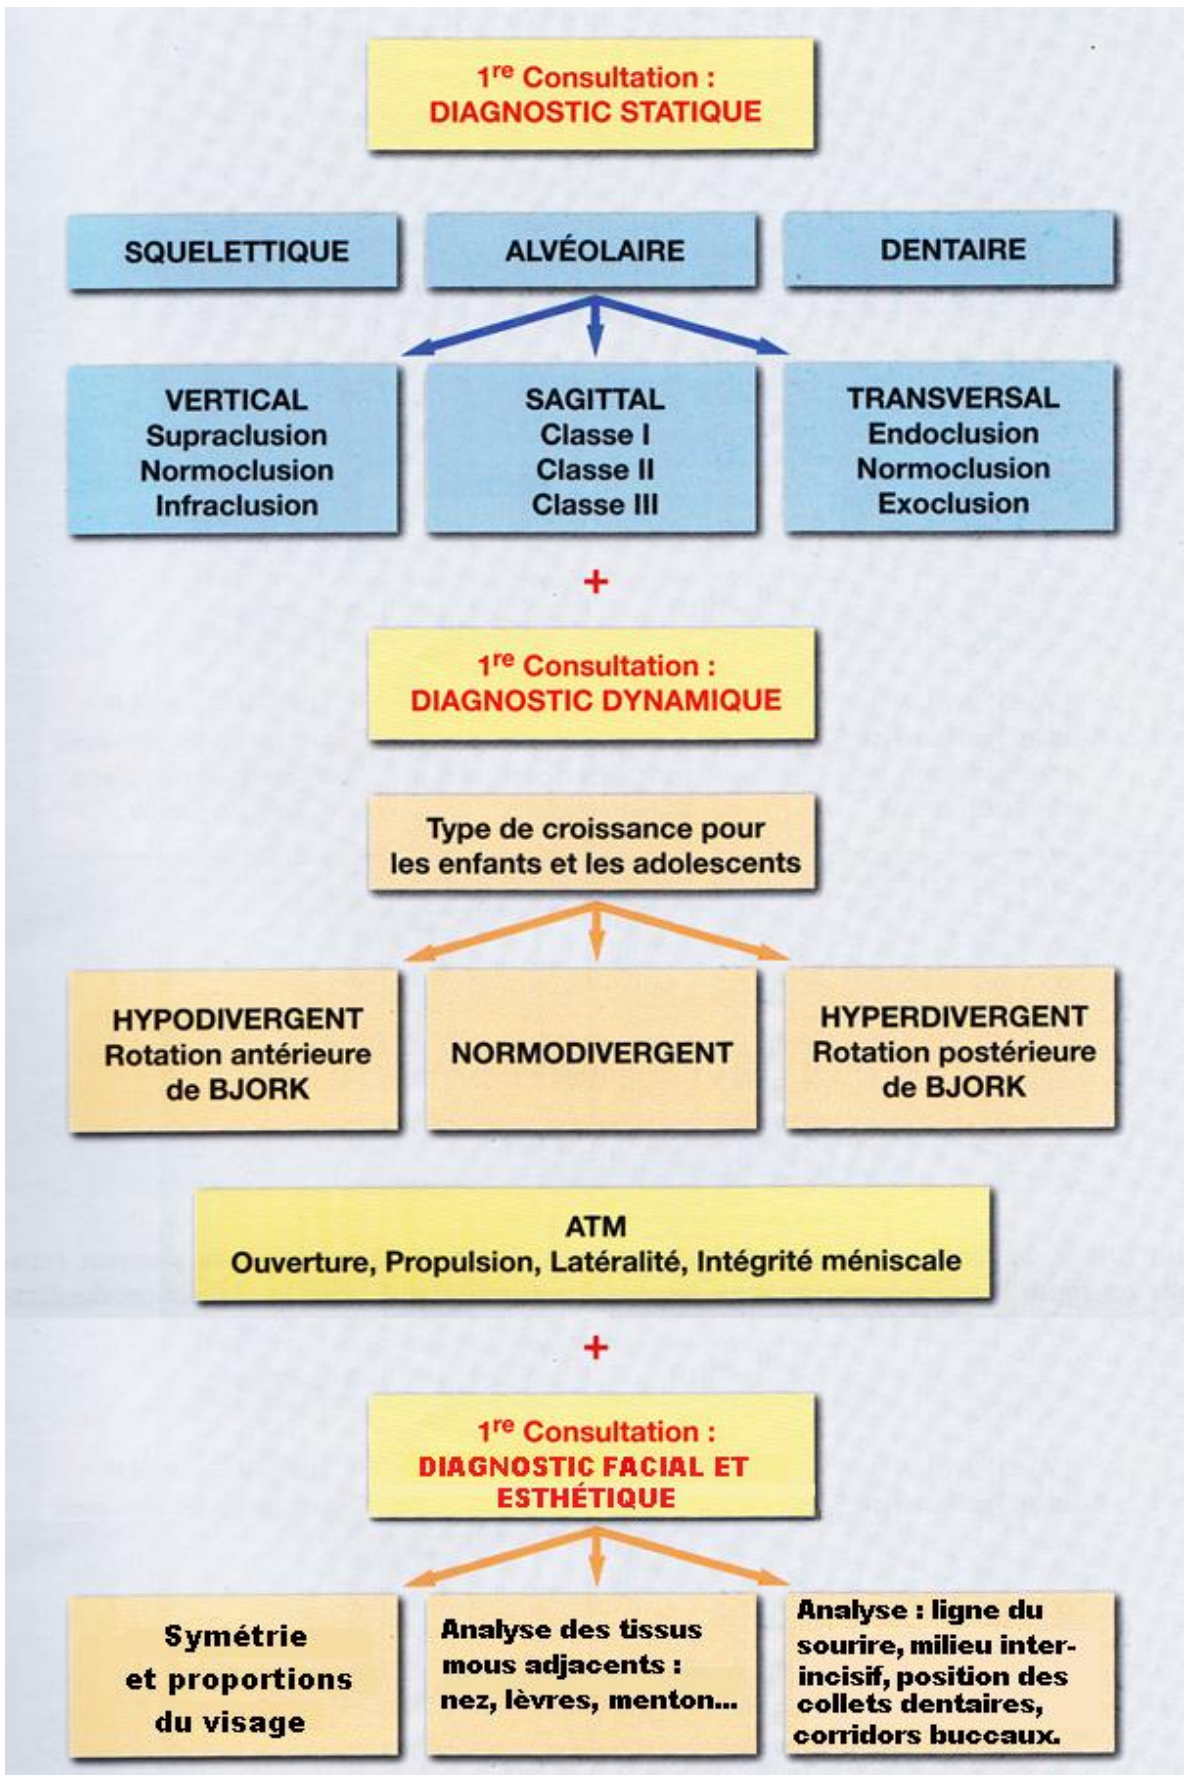 1re Consultation :
DIAGNOSTIC STATIQUE
SQUELETTIQUE
ALVÉOLAIRE
DENTAIRE
VERTICAL
Supraclusion
Normoclusion
Infraclusion
SAGITTAL
Classe I
Classe II
Classe III
TRANSVERSAL
Endoclusion
Normoclusion
Exoclusion
+
1re Consultation :
DIAGNOSTIC DYNAMIQUE
Type de croissance pour
les enfants et les adolescents
HYPODIVERGENT
Rotation antérieure
de BJORK
NORMODIVERGENT
HYPERDIVERGENT
Rotation postérieure
de BJORK
ATM
Ouverture, Propulsion, Latéralité, Intégrité méniscale
+
1re Consultation :
DIAGNOSTIC FACIAL ET
ESTHÉTIQUE
Symétrie
et proportions
du visage
Analyse des tissus
mous adjacents :
nez, lèvres, menton...
Analyse : ligne du
sourire, milieu inter-
incisif, position des
collets dentaires,
corridors buccaux.